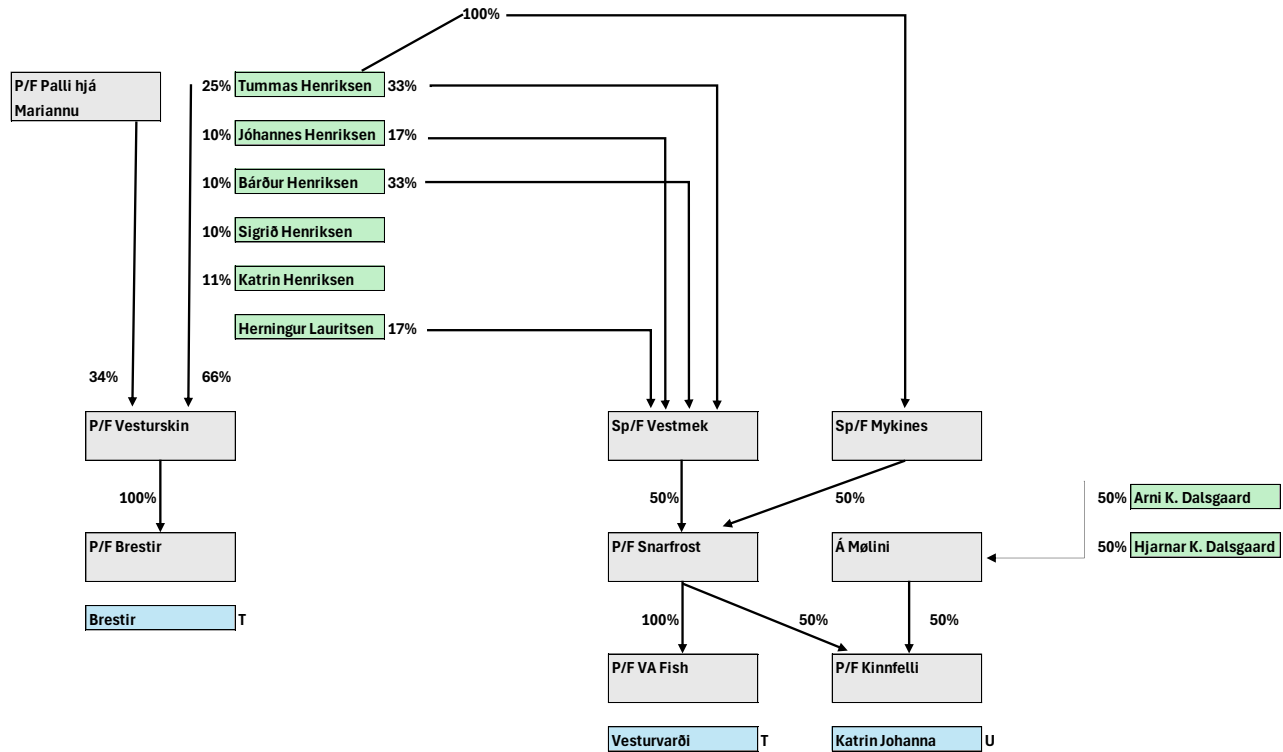 100%
P/F Palli hjá
Mariannu
25% Tummas Henriksen 33%
10% Jóhannes Henriksen 17%
10% Bárður Henriksen 33%
10% Sigrið Henriksen
11% Katrin Henriksen
Herningur Lauritsen 17%
34% 66%
P/F Vesturskin
Sp/F Vestmek
Sp/F Mykines
100%
50%
50%
50% Arni K. Dalsgaard
P/F Brestir
P/F Snarfrost
Á Mølini
50% Hjarnar K. Dalsgaard
Brestir T
100%
50%
50%
P/F VA Fish
P/F Kinnfelli
Vesturvarði T
Katrin Johanna U